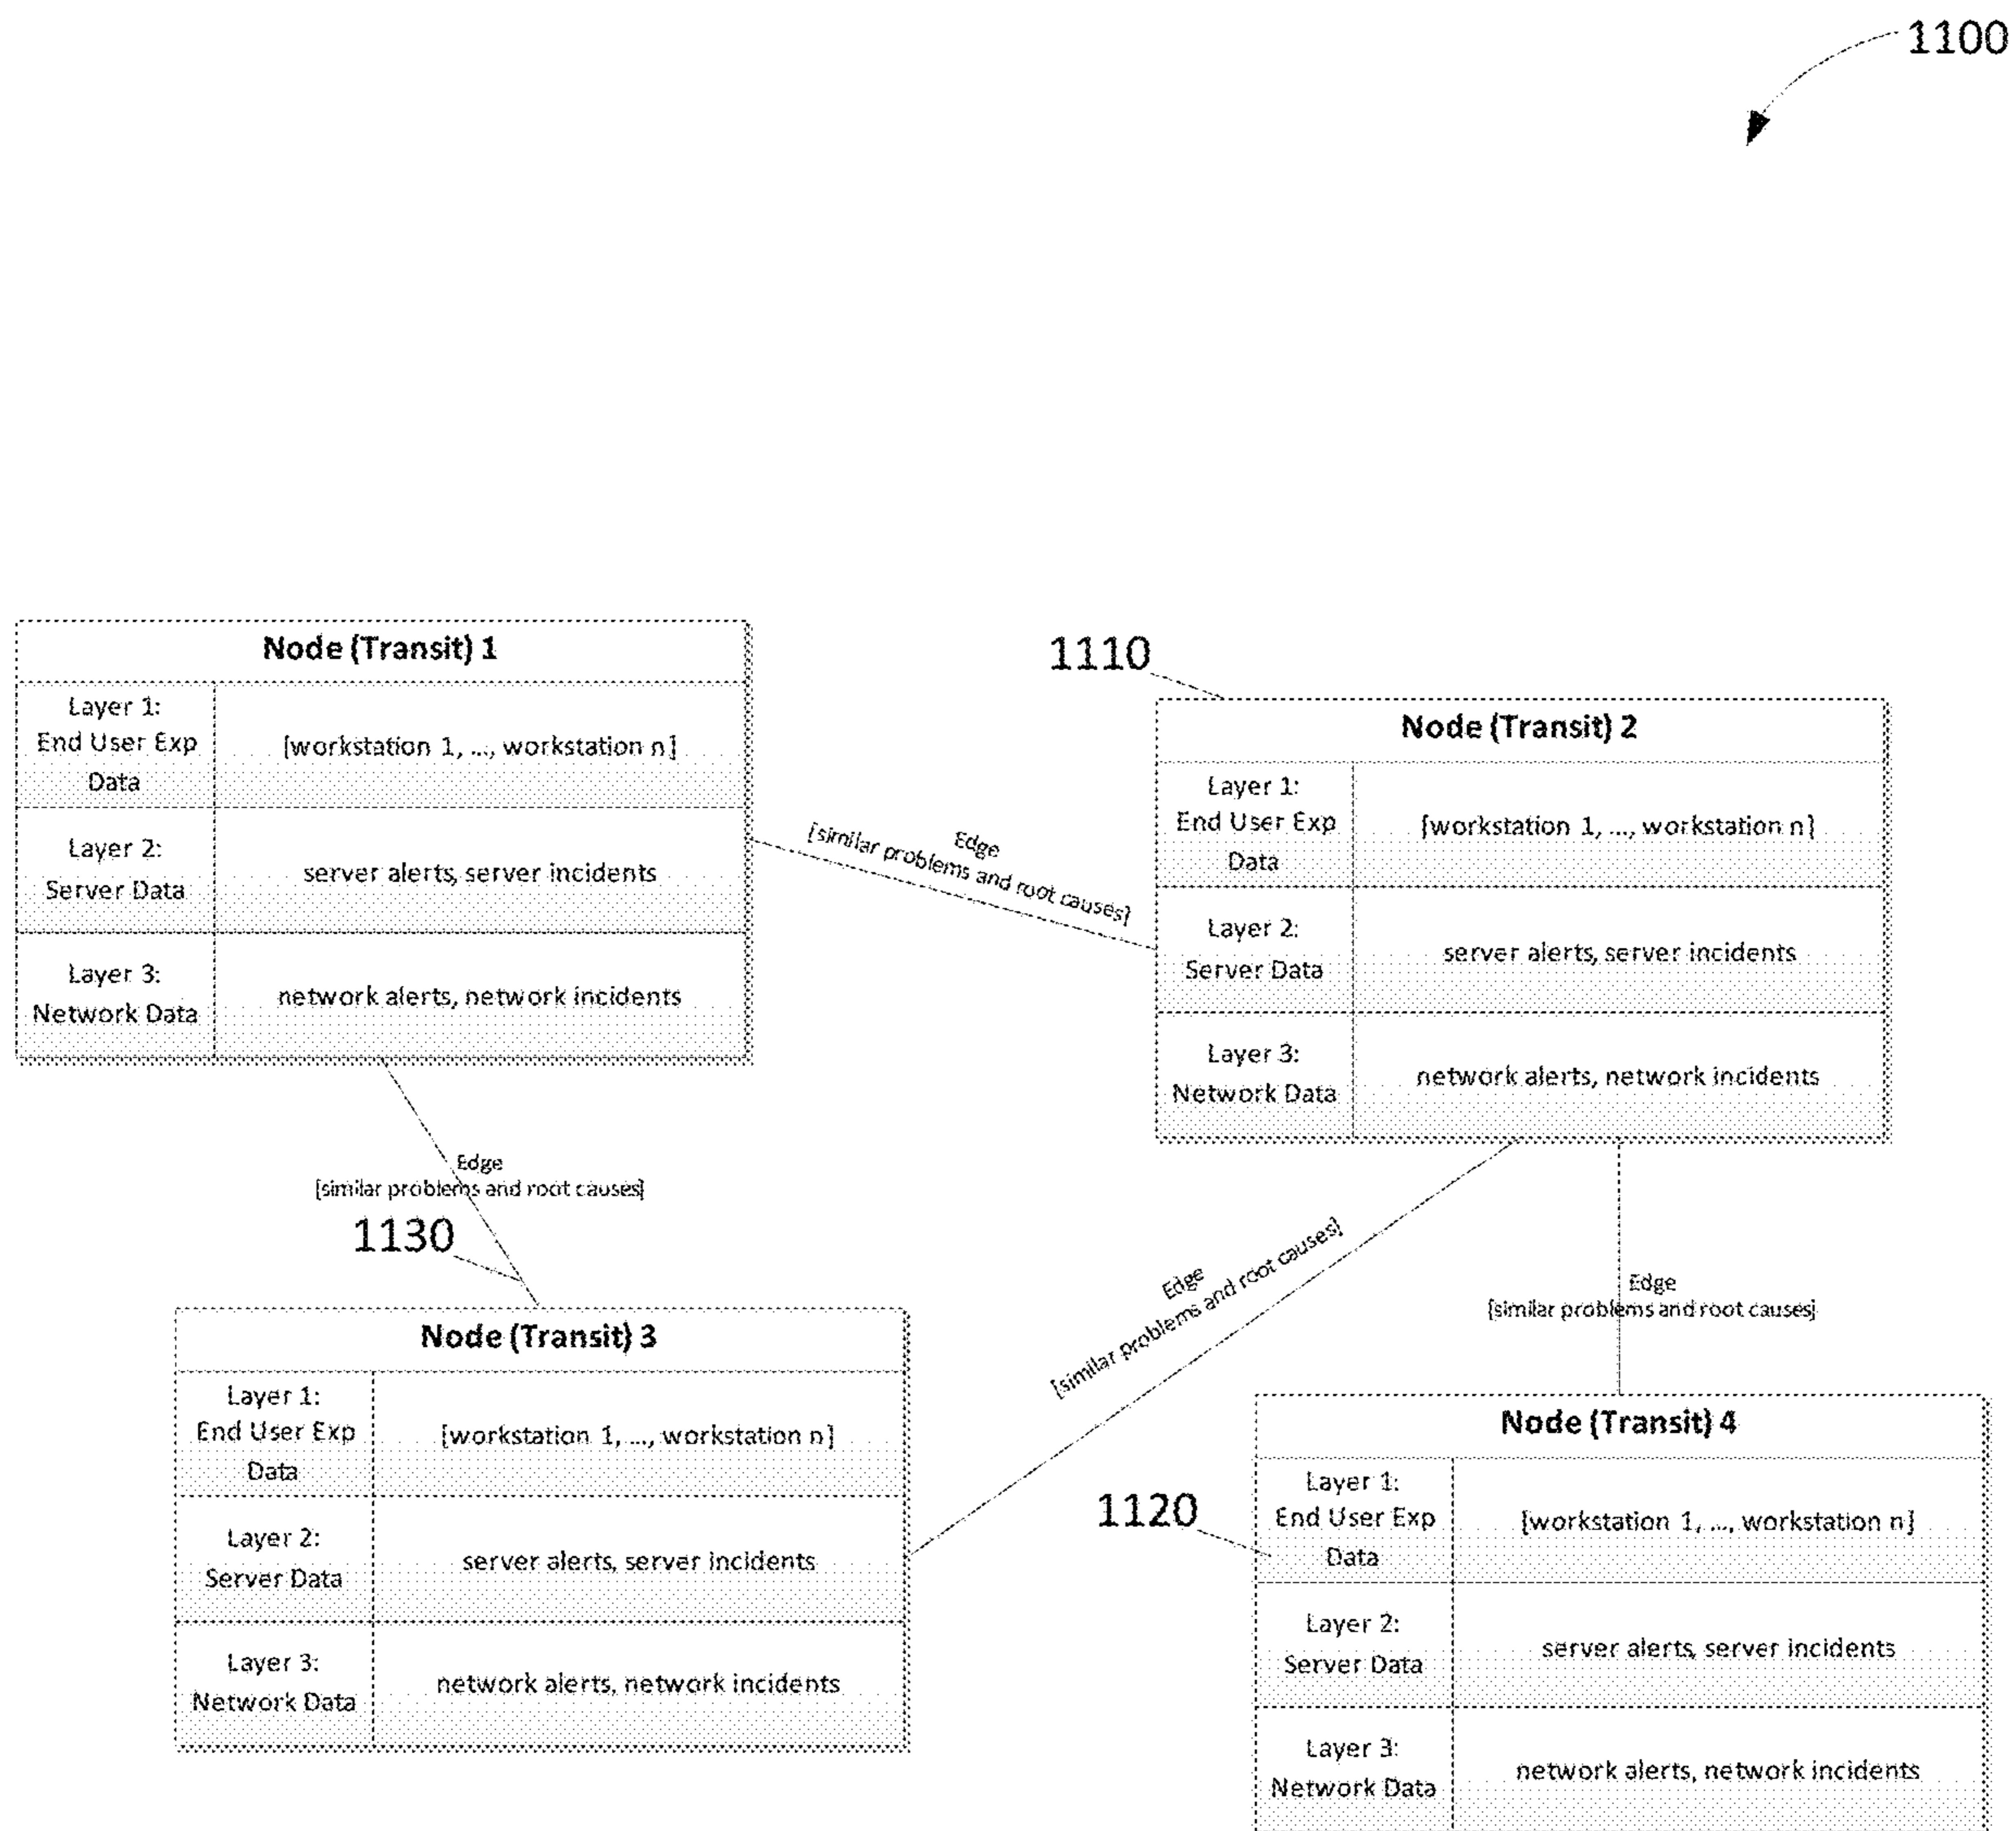 1100
Node (Transit) 1
Layer 1:
End User Exp
Data
[workstation 1, ..., workstation n]
Layer 2:
Server Data
server alerts, server incidents
Layer 3:
Network Data
network alerts, network incidents
Edge
[similar problems and root causes]
1110
Node (Transit) 2
Layer 1:
End User Exp
Data
[workstation 1, ..., workstation n]
Layer 2:
Server Data
server alerts, server incidents
Layer 3:
Network Data
network alerts, network incidents
Edge
[similar problems and root causes]
1130
Edge
[similar problems and root causes]
Edge
[similar problems and root causes]
Node (Transit) 3
Layer 1:
End User Exp
Data
[workstation 1, ..., workstation n]
Layer 2:
Server Data
server alerts, server incidents
Layer 3:
Network Data
network alerts, network incidents
1120
Node (Transit) 4
Layer 1:
End User Exp
Data
[workstation 1, ..., workstation n]
Layer 2:
Server Data
server alerts, server incidents
Layer 3:
Network Data
network alerts, network incidents